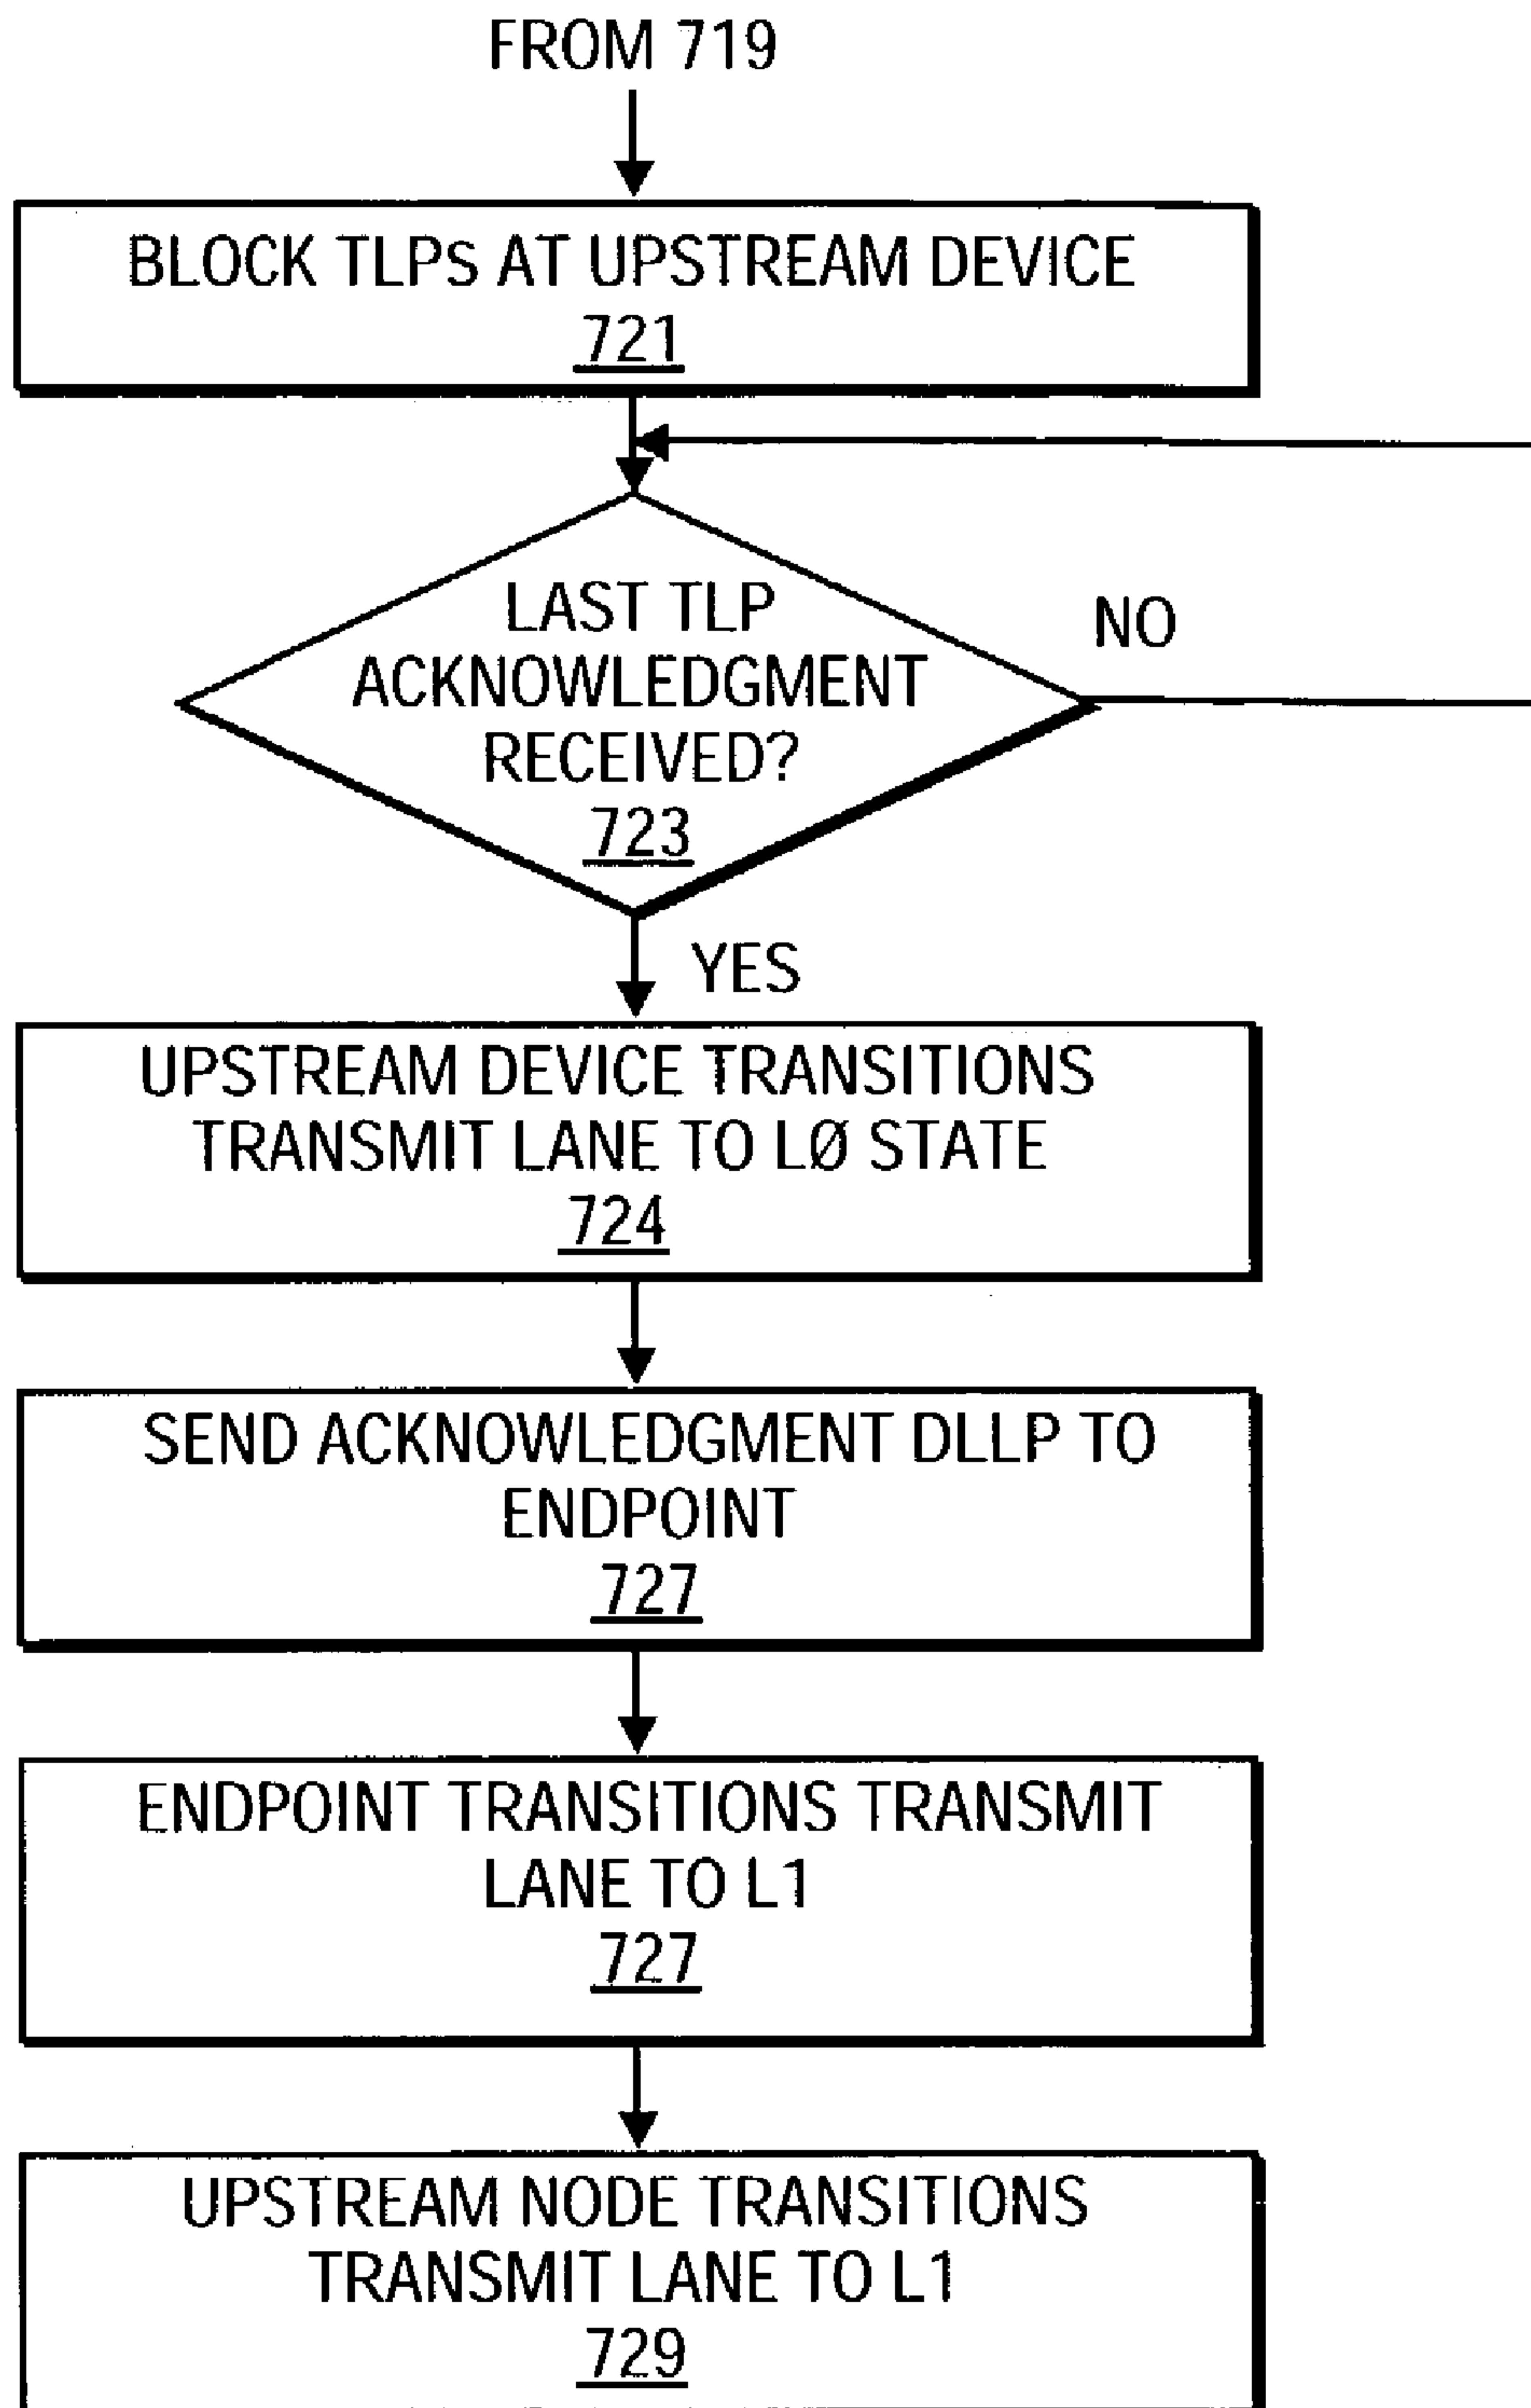 FROM 719
BLOCK TLPs AT UPSTREAM DEVICE
721
LAST TLP
ACKNOWLEDGMENT
RECEIVED?
723
NO
YES
UPSTREAM DEVICE TRANSITIONS
TRANSMIT LANE TO LØ STATE
724
SEND ACKNOWLEDGMENT DLLP TO
ENDPOINT
727
ENDPOINT TRANSITIONS TRANSMIT
LANE TO L1
727
UPSTREAM NODE TRANSITIONS
TRANSMIT LANE TO L1
729